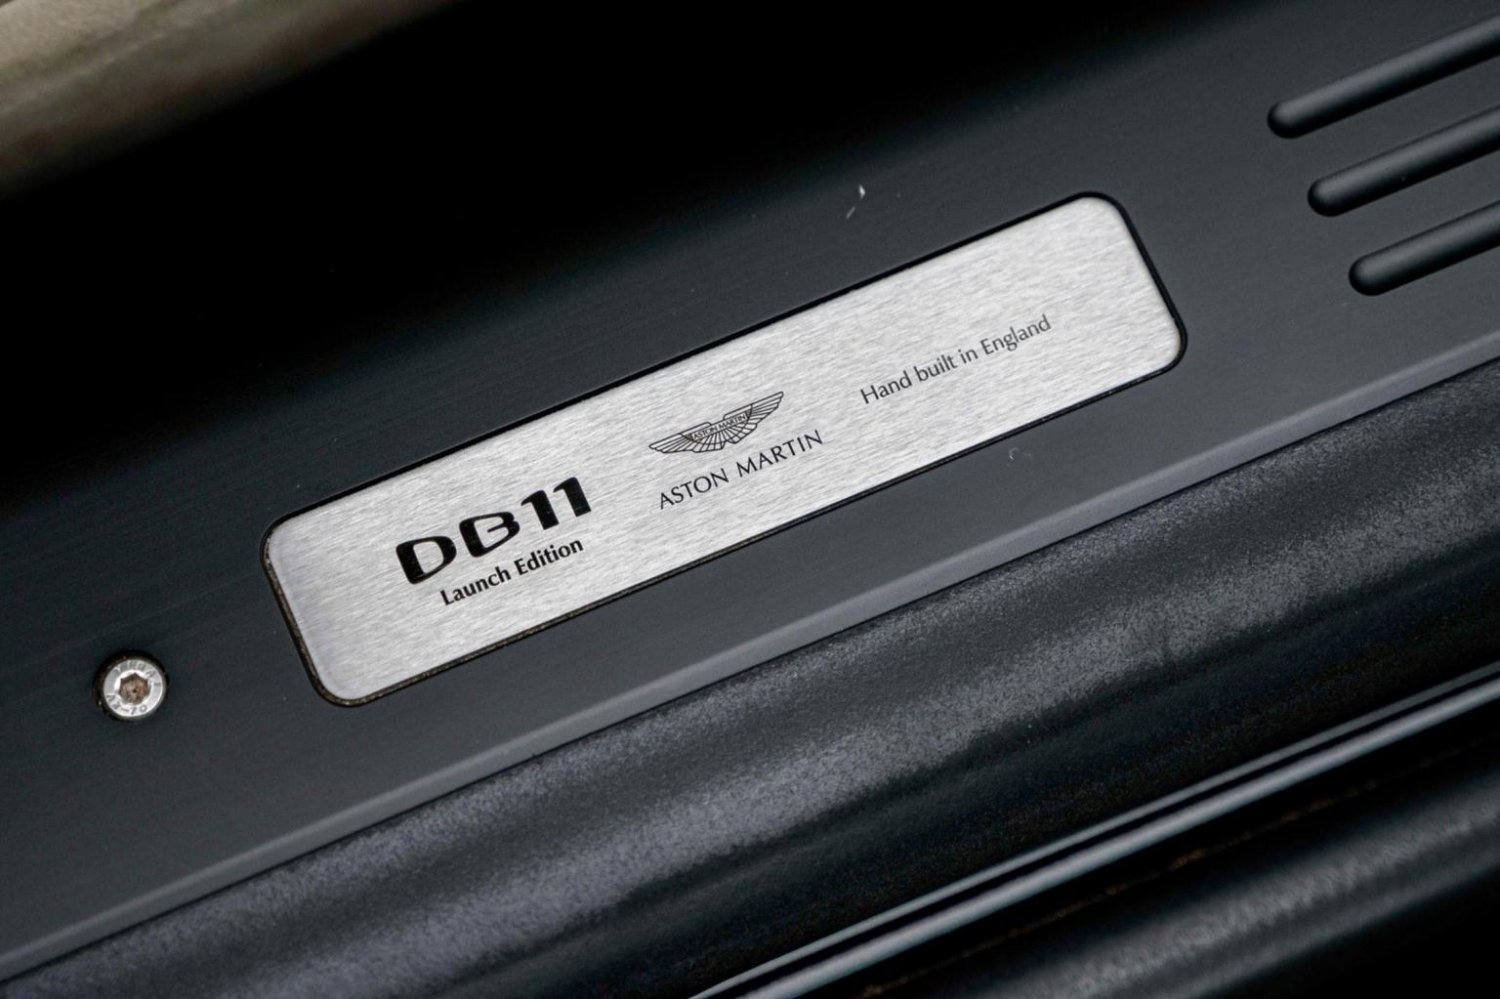 DB11
Launch Edition
ASTON MARTIN
ASTON MARTIN
Hand built in England